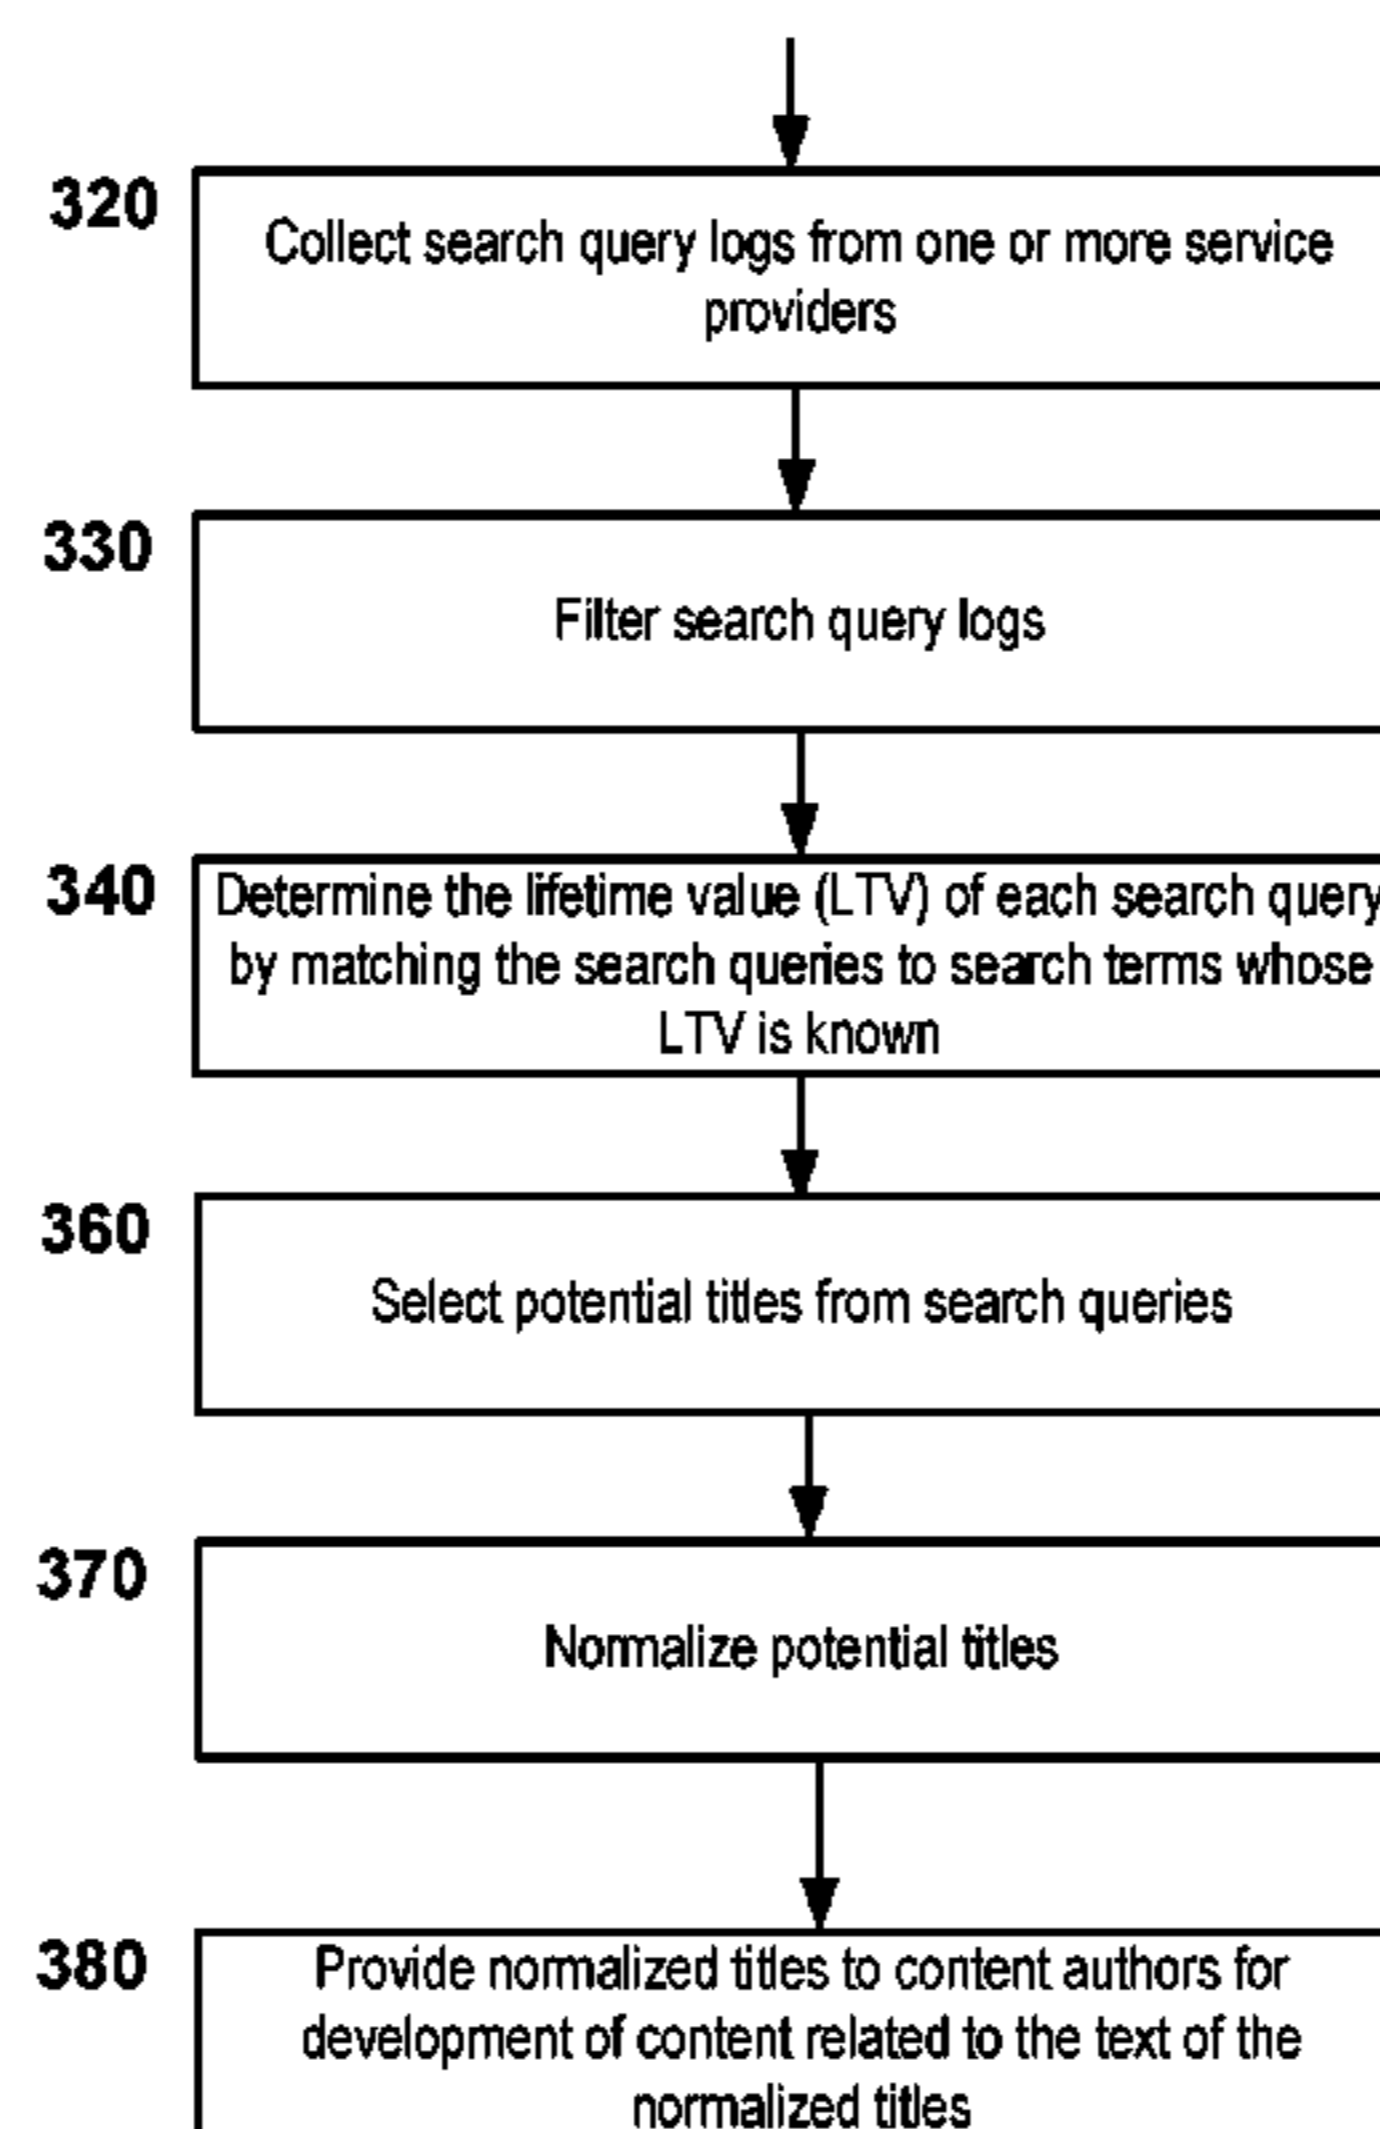 320
Collect search query logs from one or more service
providers
330
Filter search query logs
340
Determine the lifetime value (LTV) of each search query
by matching the search queries to search terms whose
LTV is known
360
Select potential titles from search queries
370
Normalize potential titles
380
Provide normalized titles to content authors for
development of content related to the text of the
normalized titles